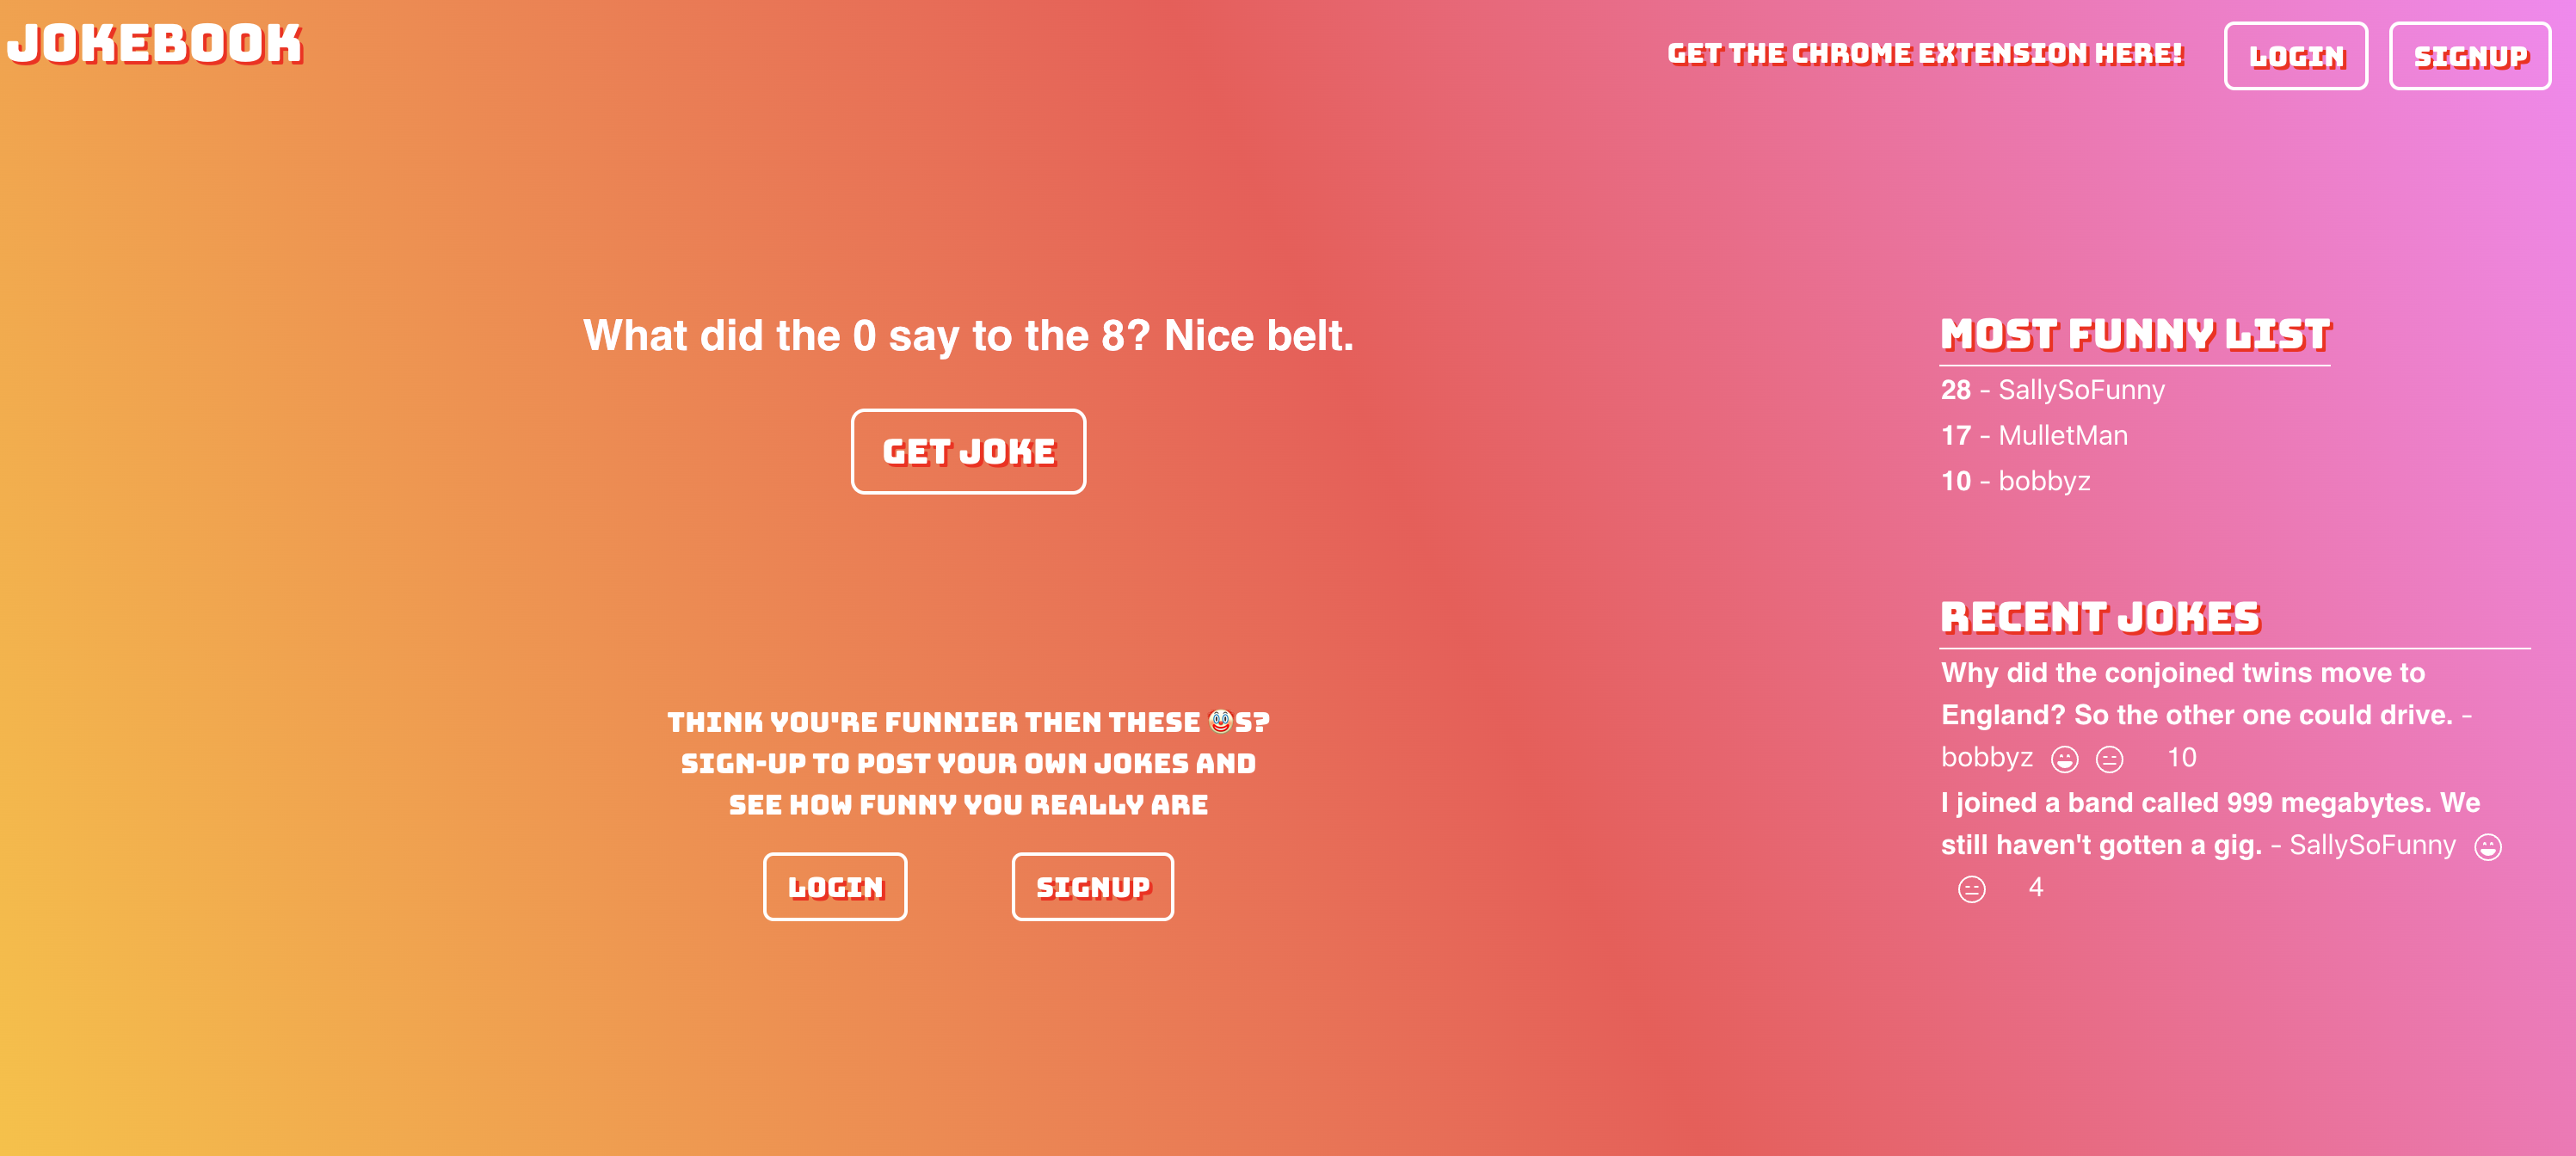 JOKEBOOK
GET THE CHROME EXTENSION HERE!
LOGIN
SIGNUP
What did the 0 say to the 8? Nice belt.
GET JOKE
THINK YOU'RE FUNNIER THEN THESE 🤡S?
SIGN-UP TO POST YOUR OWN JOKES AND
SEE HOW FUNNY YOU REALLY ARE
LOGIN
SIGNUP
MOST FUNNY LIST
28 - SallySoFunny
17 - MulletMan
10 - bobbyz
RECENT JOKES
Why did the conjoined twins move to
England? So the other one could drive. -
bobbyz 10
I joined a band called 999 megabytes. We
still haven't gotten a gig. - SallySoFunny
4